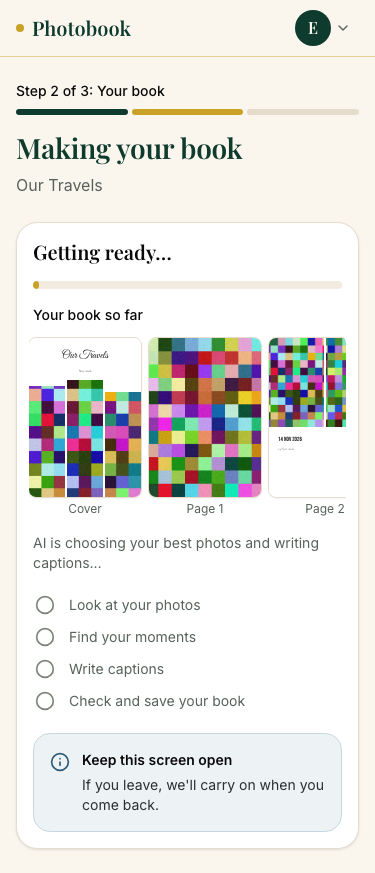 Photobook
E
Step 2 of 3: Your book
Making your book
Our Travels
Getting ready...
Your book so far
Our Travels
14 NOV 2026
Cover
Page 1
Page 2
AI is choosing your best photos and writing
captions...
Look at your photos
Find your moments
Write captions
Check and save your book
Keep this screen open
If you leave, we'll carry on when you
come back.